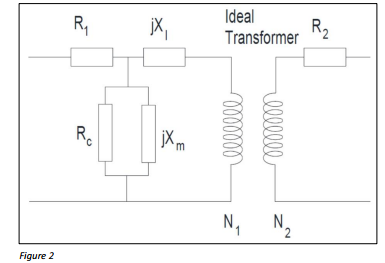 R1
jXl
Ideal
Transformer
R2
Rc
jXm
N1
N2
Figure 2